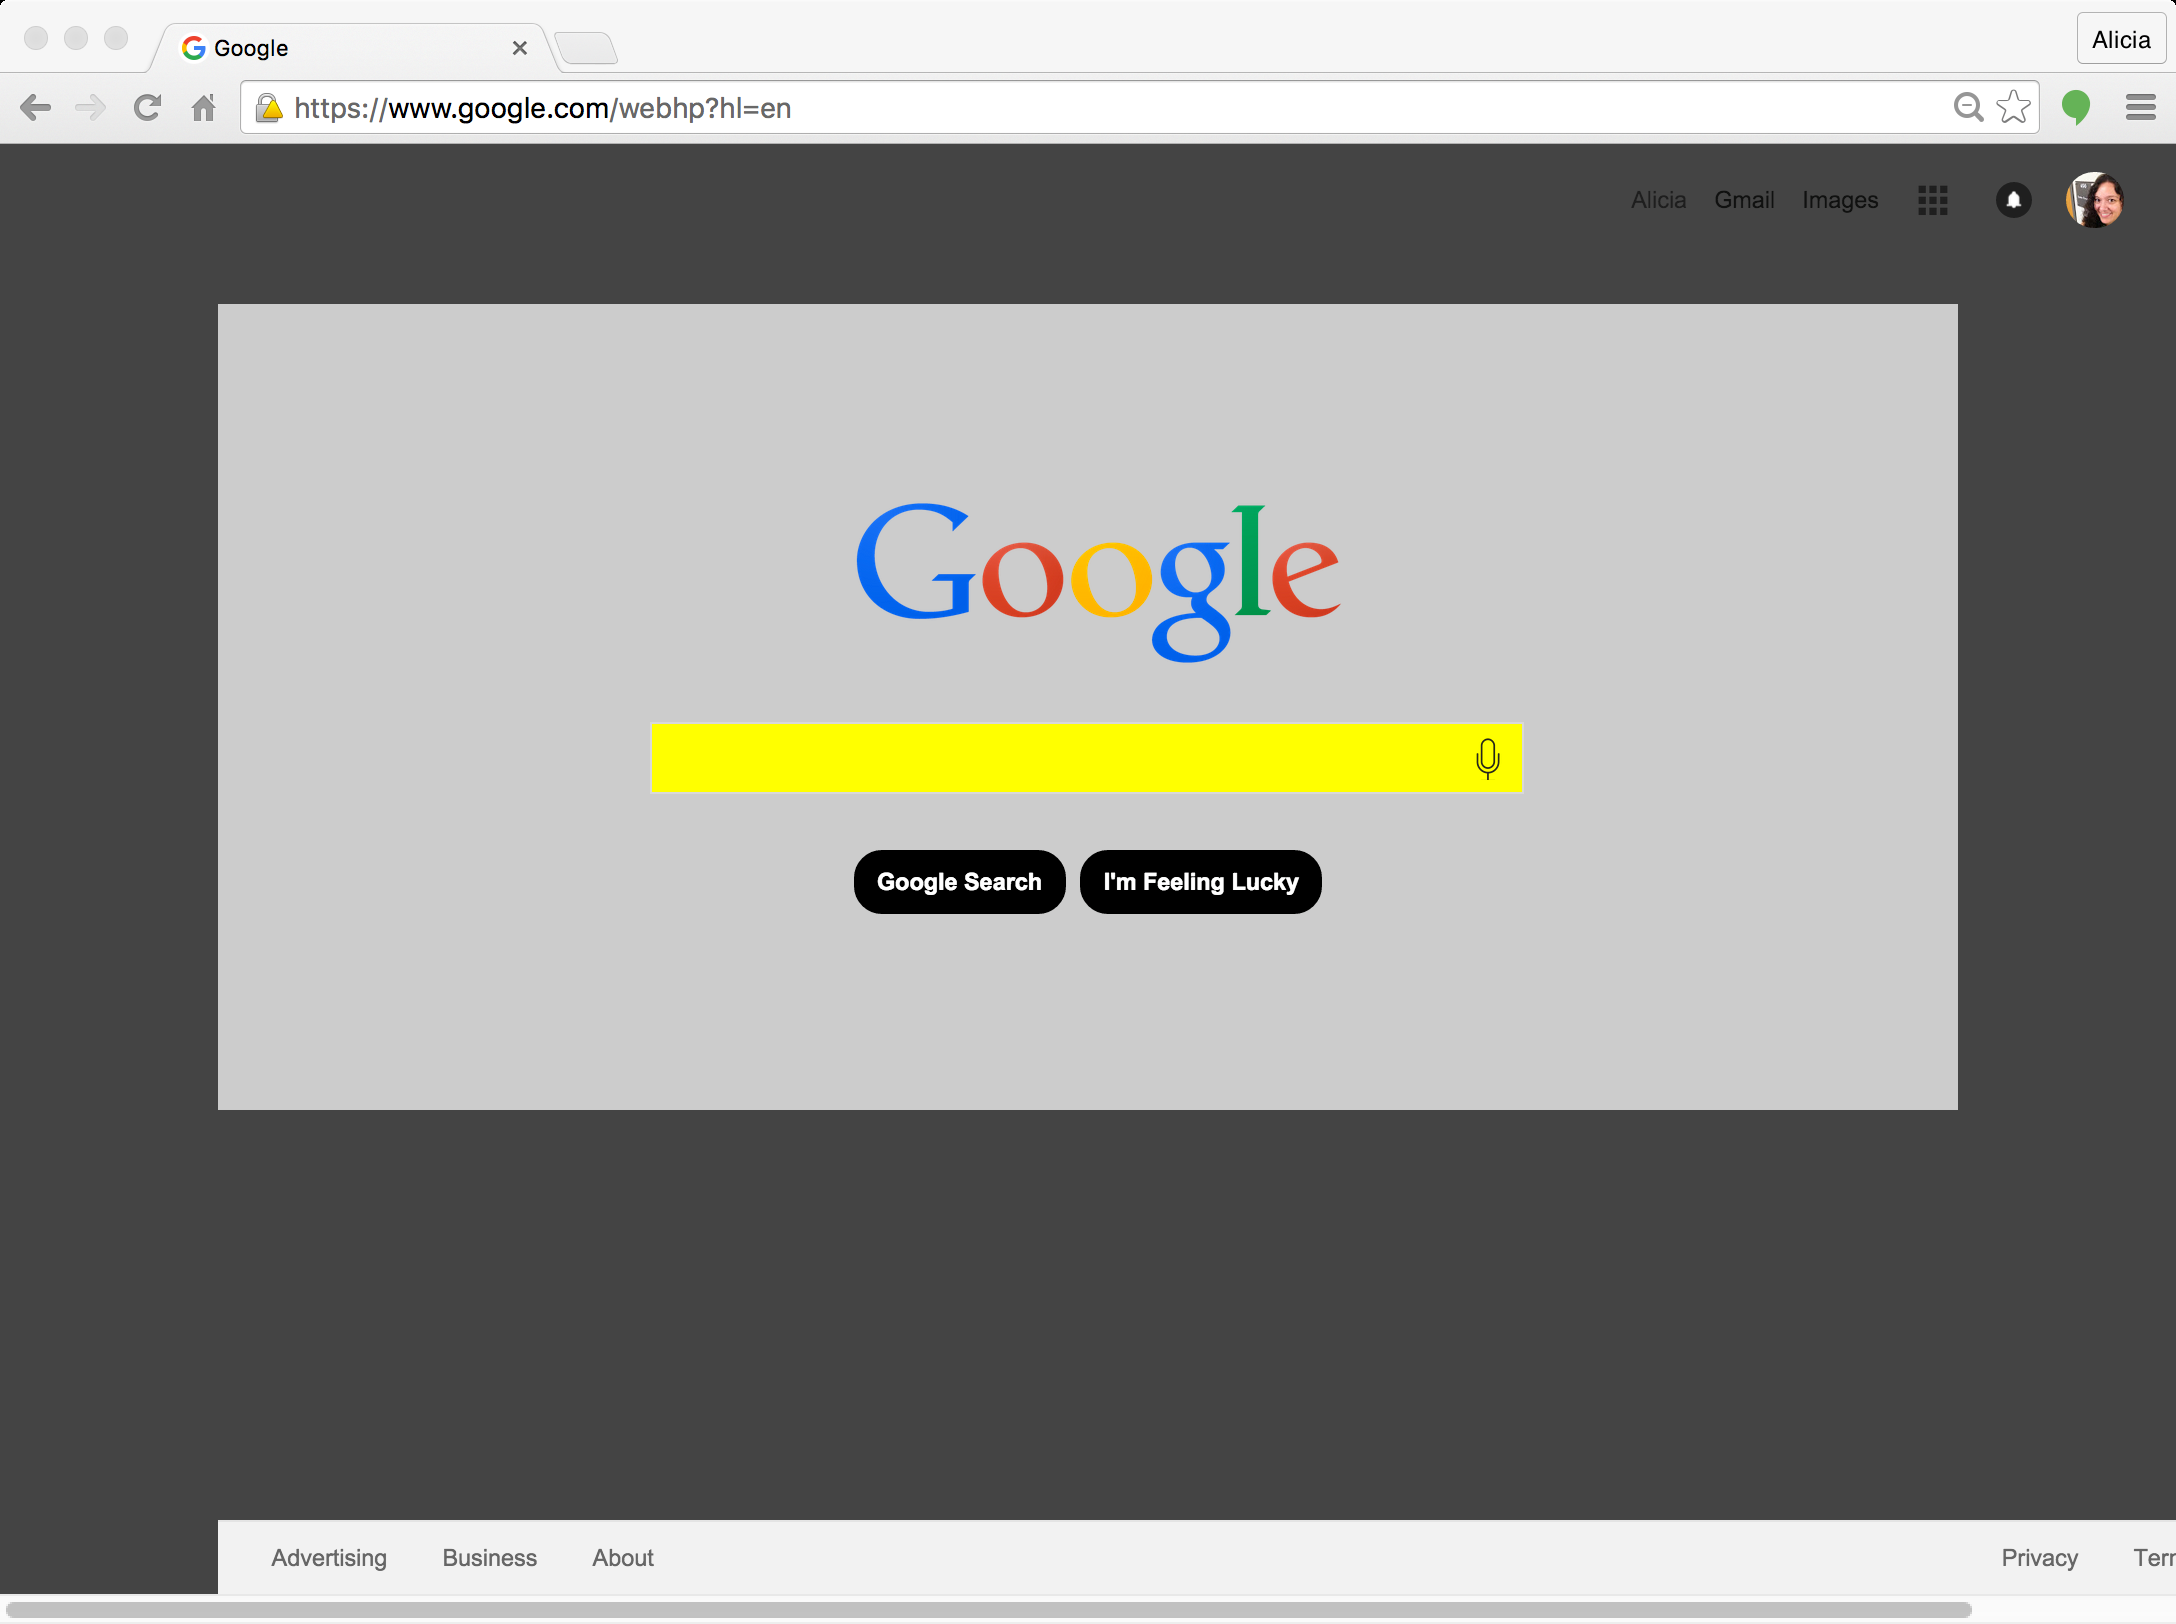 Google
Alicia
https://www.google.com/webhp?hl=en
Alicia Gmail Images
Google
Google Search I'm Feeling Lucky
Advertising Business About Privacy Ter